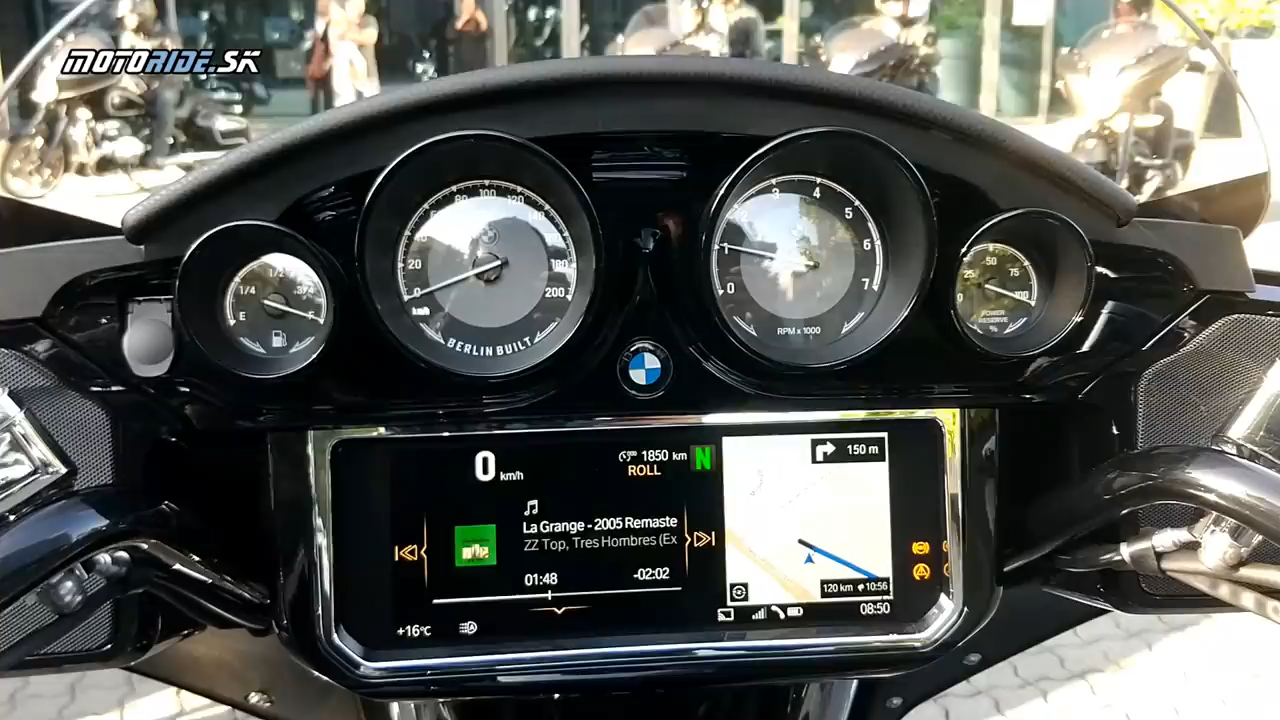 MOTORIDE.SK
1/4 1/2 3/4
E F
0 20 40 60 80 100 120 140 180 200
km/h
BERLIN BUILT
0 1 2 3 4 5 6 7
RPM x 1000
0 25 50 75 100
POWER
RESERVE
%
0 km/h
1850 km
ROLL
N
150 m
La Grange - 2005 Remaste
ZZ Top, Tres Hombres (Ex
01:48 -02:02
120 km 10:56
+16°C
08:50